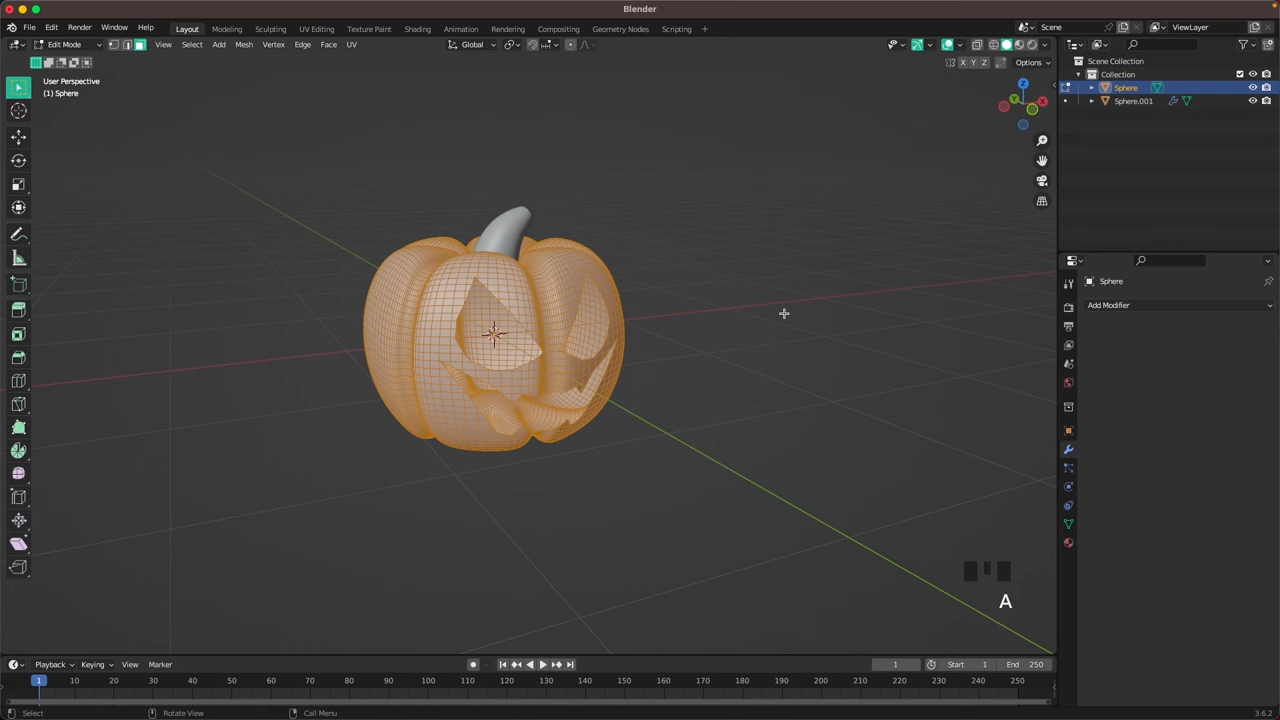 Blender
File Edit Render Window Help Layout Modeling Sculpting UV Editing Texture Paint Shading Animation Rendering Geometry Nodes Scripting + Scene ViewLayer
Edit Mode View Select Add Mesh Vertex Edge Face UV Global
X Y Z Options
User Perspective
(1) Sphere
Scene Collection
Collection
Sphere
Sphere.001
Z
Y
X
Sphere
Add Modifier
A
Playback Keying View Marker 1 Start 1 End 250
1 10 20 30 40 50 60 70 80 90 100 110 120 130 140 150 160 170 180 190 200 210 220 230 240 250
Select Rotate View Call Menu 3.6.2